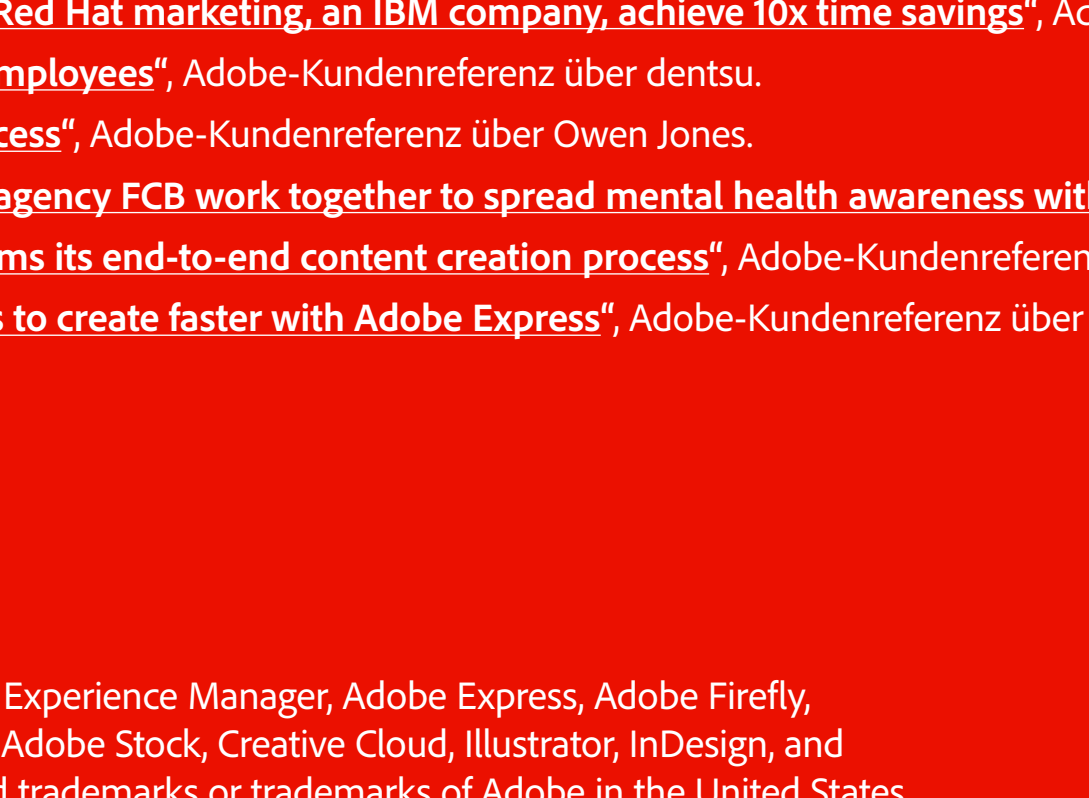 Red Hat marketing, an IBM company, achieve 10x time savings“,
mployees“, Adobe-Kundenreferenz über dentsu.
cess“, Adobe-Kundenreferenz über Owen Jones.
agency FCB work together to spread mental health awareness with
ms its end-to-end content creation process“, Adobe-Kundenreferen
s to create faster with Adobe Express“, Adobe-Kundenreferenz über
Experience Manager, Adobe Express, Adobe Firefly,
Adobe Stock, Creative Cloud, Illustrator, InDesign, and
d trademarks or trademarks of Adobe in the United States